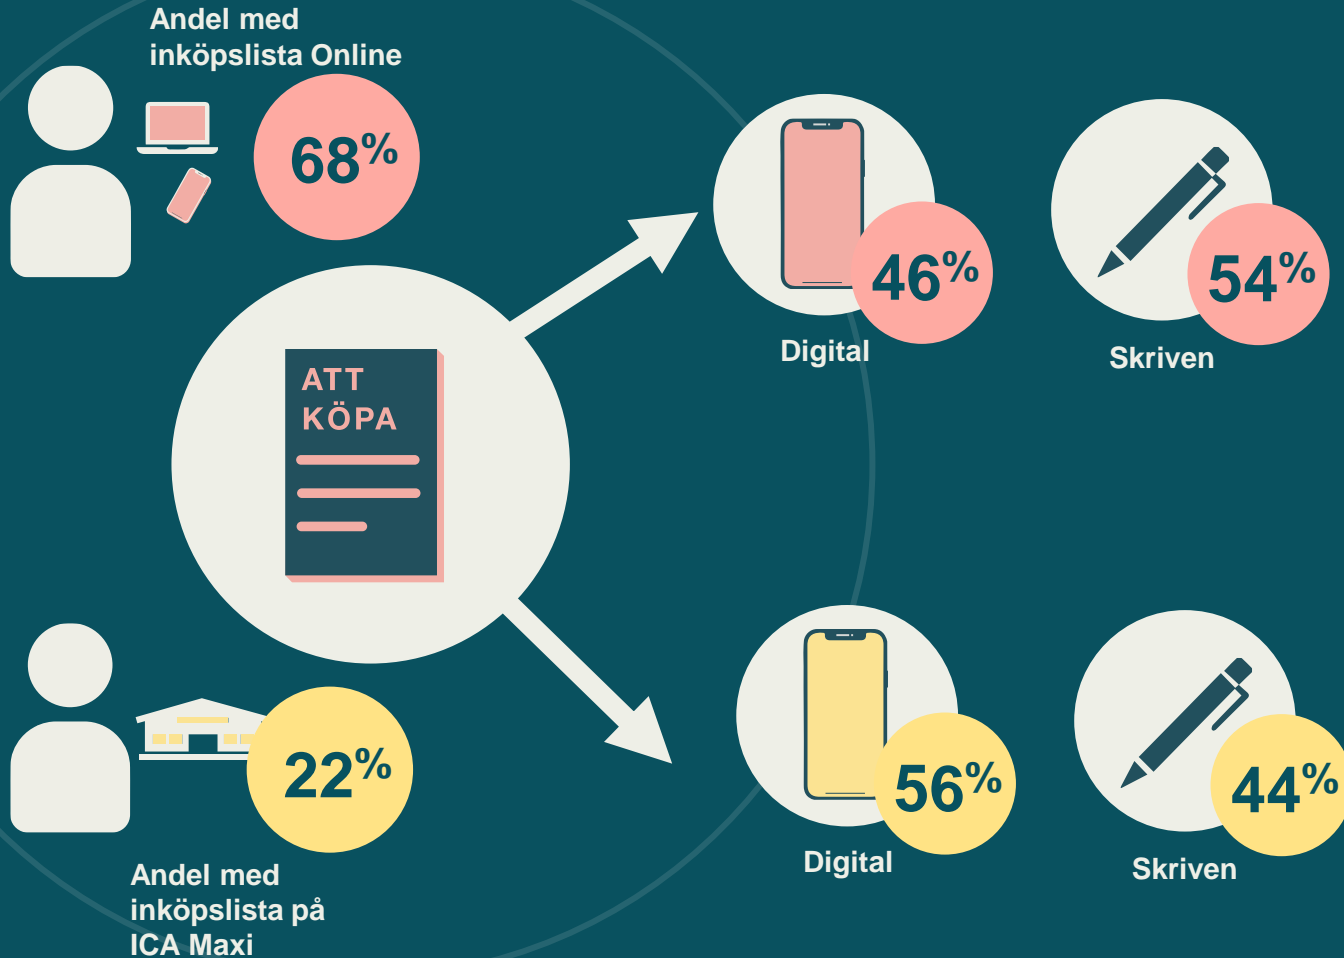 Andel med
inköpslista Online
68%
46%
Digital
54%
Skriven
ATT
KÖPA
22%
Andel med
inköpslista på
ICA Maxi
56%
Digital
44%
Skriven